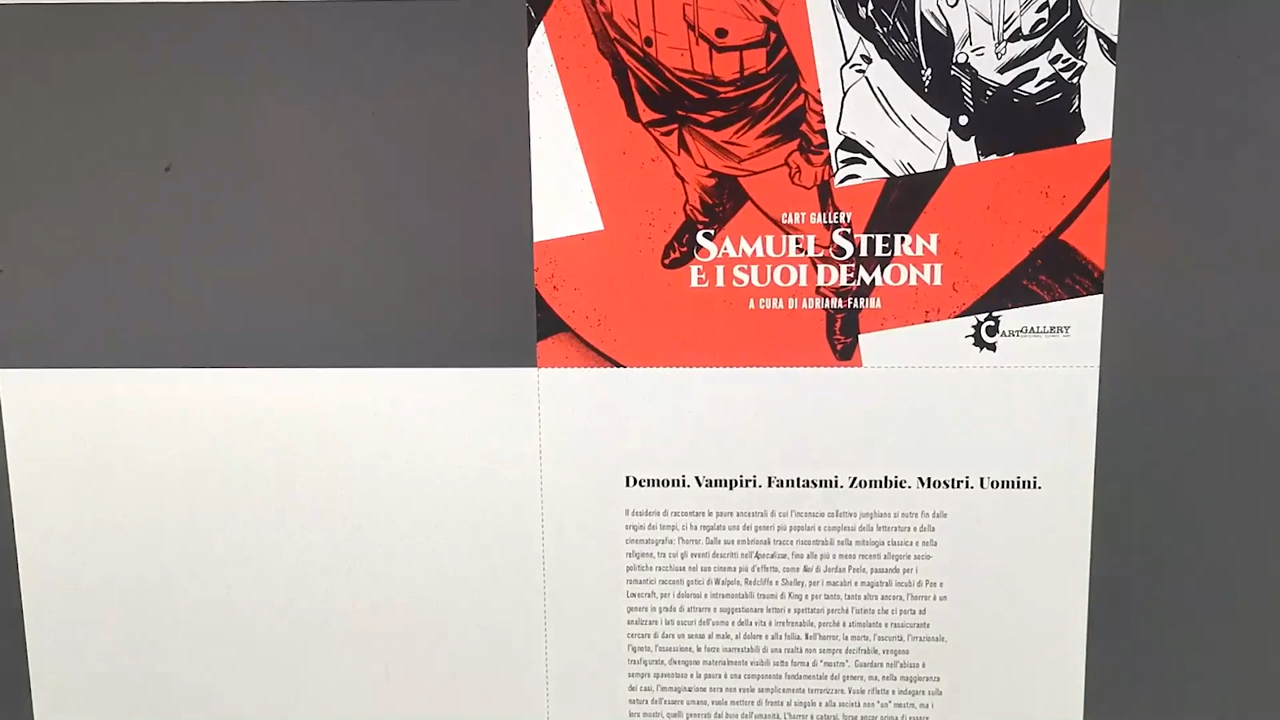 CART GALLERY
SAMUEL STERN
E I SUOI DEMONI
A CURA DI ADRIANA FARINA
CARTGALLERY
Demoni. Vampiri. Fantasmi. Zombie. Mostri. Uomini.
Il desiderio di raccontare le paure ancestrali di cui l'inconscio collettivo junghiano si nutre fin dalle
origini dei tempi, ci ha regalato uno dei generi più popolari e complessi della letteratura e della
cinematografia: l'horror. Dalle sue embrionali tracce riscontrabili nella mitologia classica e nella
religione, tra cui gli eventi descritti nell'Apocalisse, fino alle più o meno recenti allegorie socio-
politiche racchiuse nel suo cinema più d'effetto, come Noi di Jordan Peele, passando per i
romantici racconti gotici di Walpole, Redcliffe e Shelley, per i macabri e magistrali incubi di Poe e
Lovecraft, per i dolorosi e intramontabili traumi di King e per tanto, tanto altro ancora, l'horror è un
genere in grado di attrarre e suggestionare lettori e spettatori perché l'istinto che ci porta ad
analizzare i lati oscuri dell'uomo e della vita è irrefrenabile, perché è stimolante e rassicurante
cercare di dare un senso al male, al dolore e alla follia. Nell'horror, la morte, l'oscurità, l'irrazionale,
l'ignoto, l'ossessione, le forze inarrestabili di una realtà non sempre decifrabile, vengono
trasfigurate, divengono materialmente visibili sotto forma di "mostro". Guardare nell'abisso è
sempre spaventoso e la paura è una componente fondamentale del genere, ma, nella maggioranza
dei casi, l'immaginazione nera non vuole semplicemente terrorizzare. Vuole riflette e indagare sulla
natura dell'essere umano, vuole mettere di fronte al singolo e alla società non "un" mostro, ma i
loro mostri, quelli generati dal buio dell'umanità. L'horror è catarsi, forse ancor prima di essere